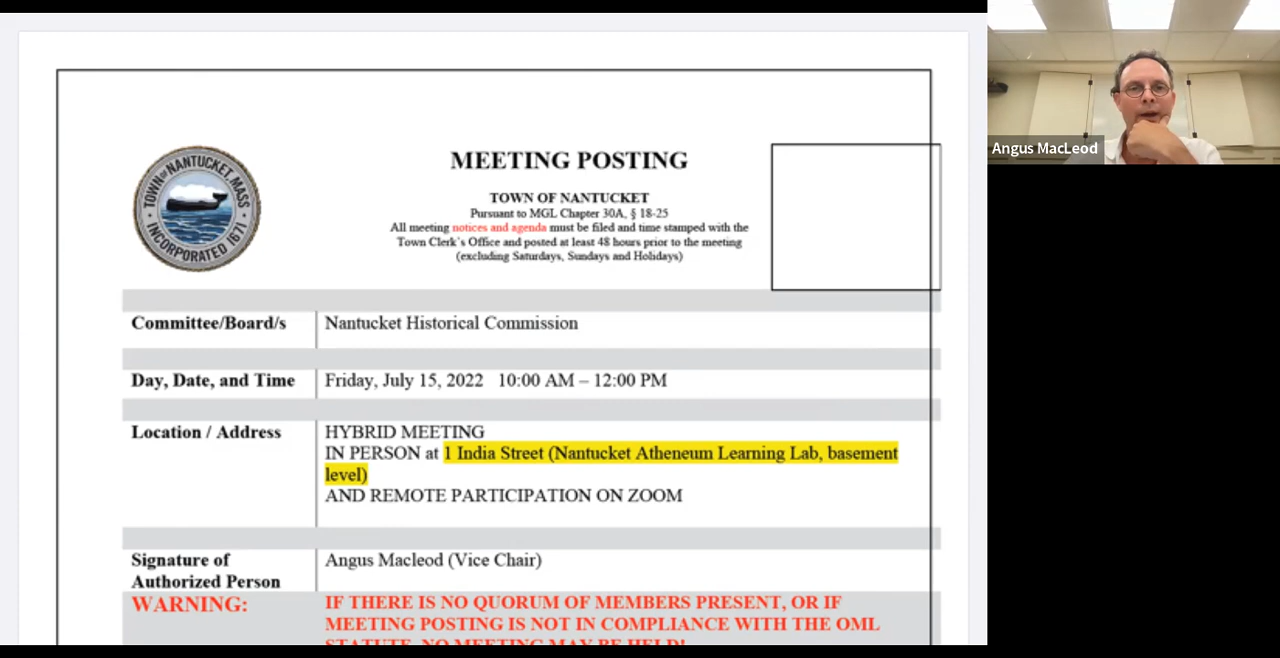 MEETING POSTING
TOWN OF NANTUCKET
Pursuant to MGL Chapter 30A, § 18-25
All meeting notices and agenda must be filed and time stamped with the
Town Clerk's Office and posted at least 48 hours prior to the meeting
(excluding Saturdays, Sundays and Holidays)
TOWN OF NANTUCKET MASS
INCORPORATED 1671
Committee/Board/s
Nantucket Historical Commission
Day, Date, and Time
Friday, July 15, 2022 10:00 AM – 12:00 PM
Location / Address
HYBRID MEETING
IN PERSON at 1 India Street (Nantucket Atheneum Learning Lab, basement
level)
AND REMOTE PARTICIPATION ON ZOOM
Signature of
Authorized Person
Angus Macleod (Vice Chair)
WARNING:
IF THERE IS NO QUORUM OF MEMBERS PRESENT, OR IF
MEETING POSTING IS NOT IN COMPLIANCE WITH THE OML
STATUTE, NO MEETING MAY BE HELD!
Angus MacLeod